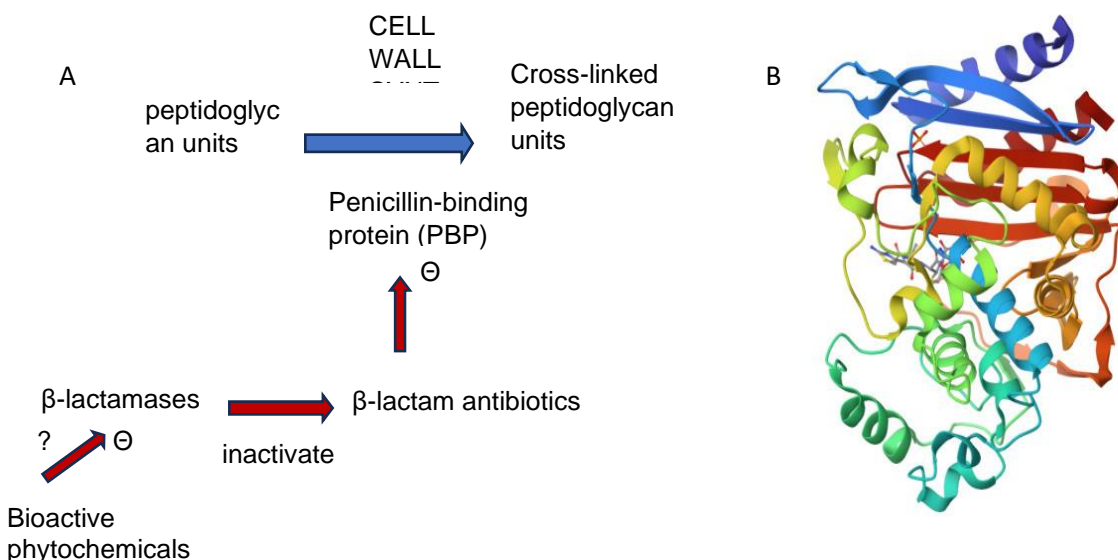 A
CELL
WALL
peptidoglyc
an units
Cross-linked
peptidoglycan
units
Penicillin-binding
protein (PBP)
Θ
β-lactamases
β-lactam antibiotics
? Θ
inactivate
Bioactive
phytochemicals
B